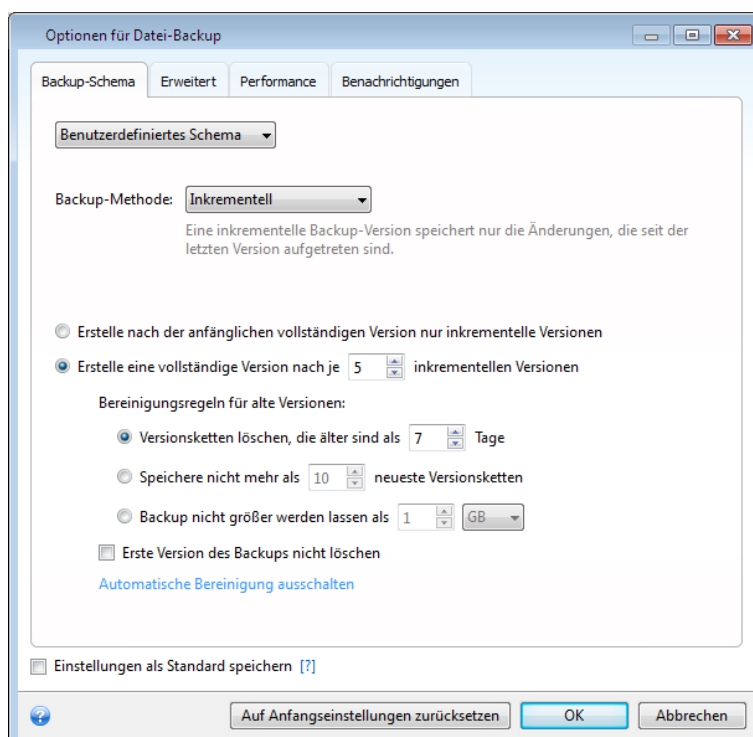 Optionen für Datei-Backup
Backup-Schema Erweitert Performance Benachrichtigungen
Benutzerdefiniertes Schema
Backup-Methode: Inkrementell
Eine inkrementelle Backup-Version speichert nur die Änderungen, die seit der
letzten Version aufgetreten sind.
Erstelle nach der anfänglichen vollständigen Version nur inkrementelle Versionen
Erstelle eine vollständige Version nach je 5 inkrementellen Versionen
Bereinigungsregeln für alte Versionen:
Versionsketten löschen, die älter sind als 7 Tage
Speichere nicht mehr als 10 neueste Versionsketten
Backup nicht größer werden lassen als 1 GB
Erste Version des Backups nicht löschen
Automatische Bereinigung ausschalten
Einstellungen als Standard speichern [?]
? Auf Anfangseinstellungen zurücksetzen OK Abbrechen